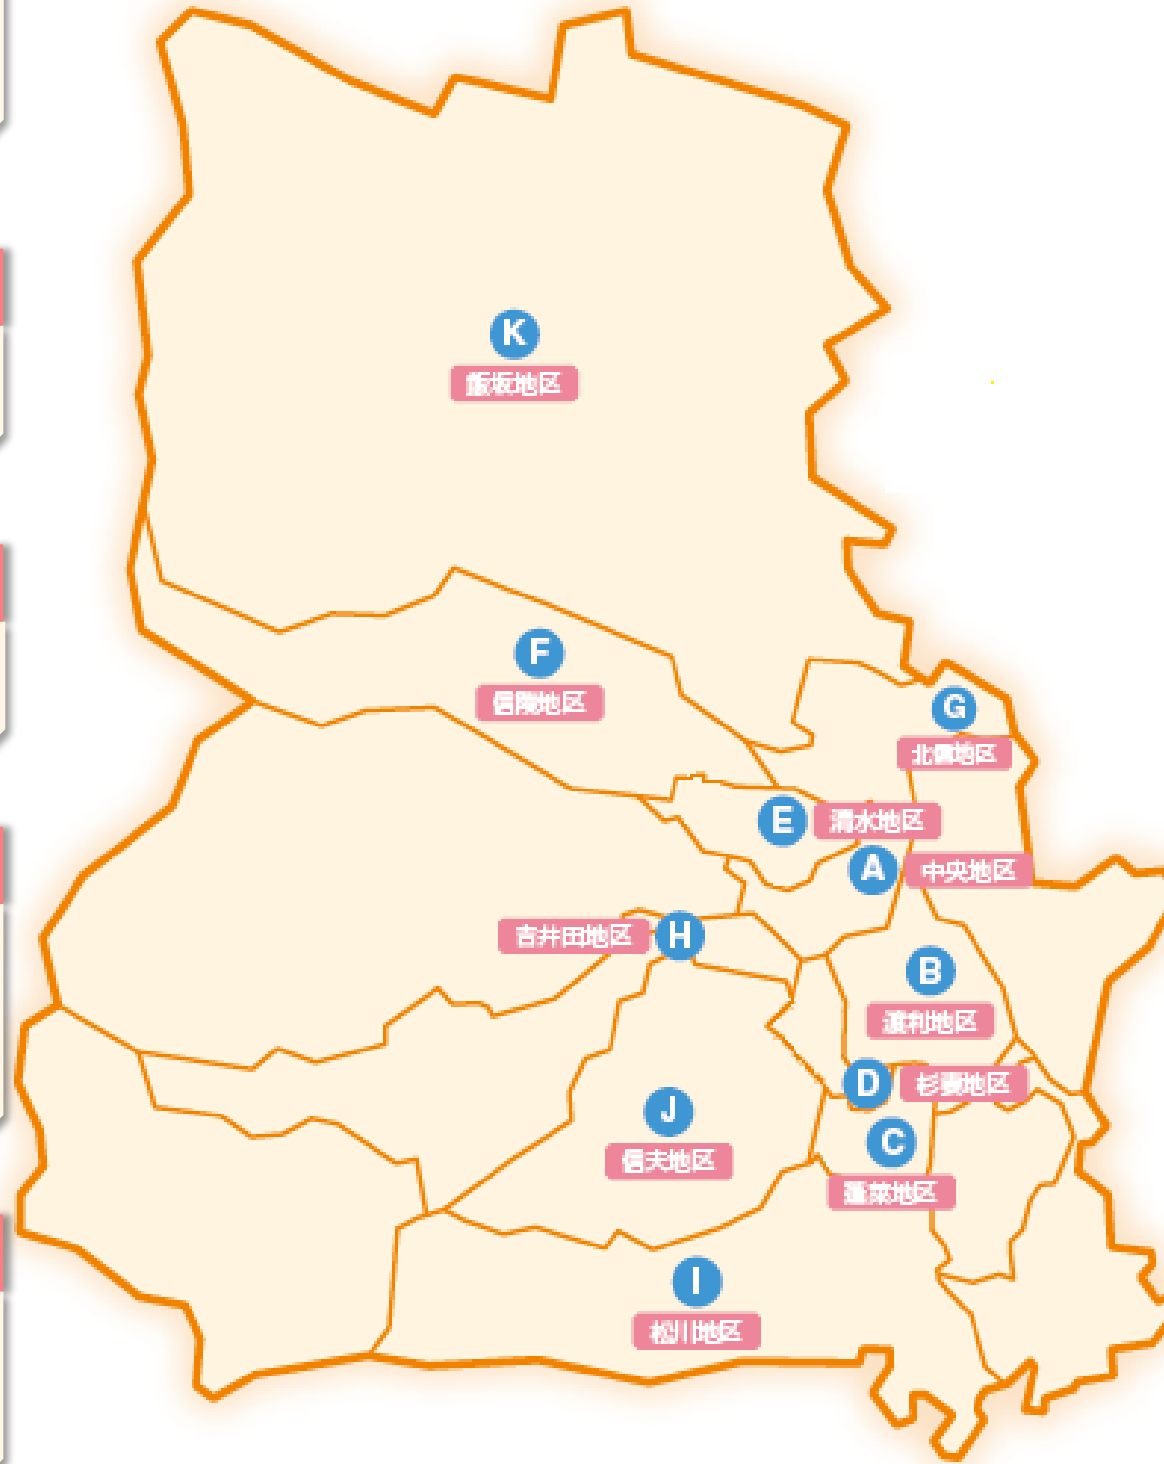 K
飯坂地区
F
信陵地区
G
北信地区
E 清水地区
A 中央地区
吉井田地区 H
B
渡利地区
D 杉妻地区
J
信夫地区
C
蓬莱地区
I
松川地区